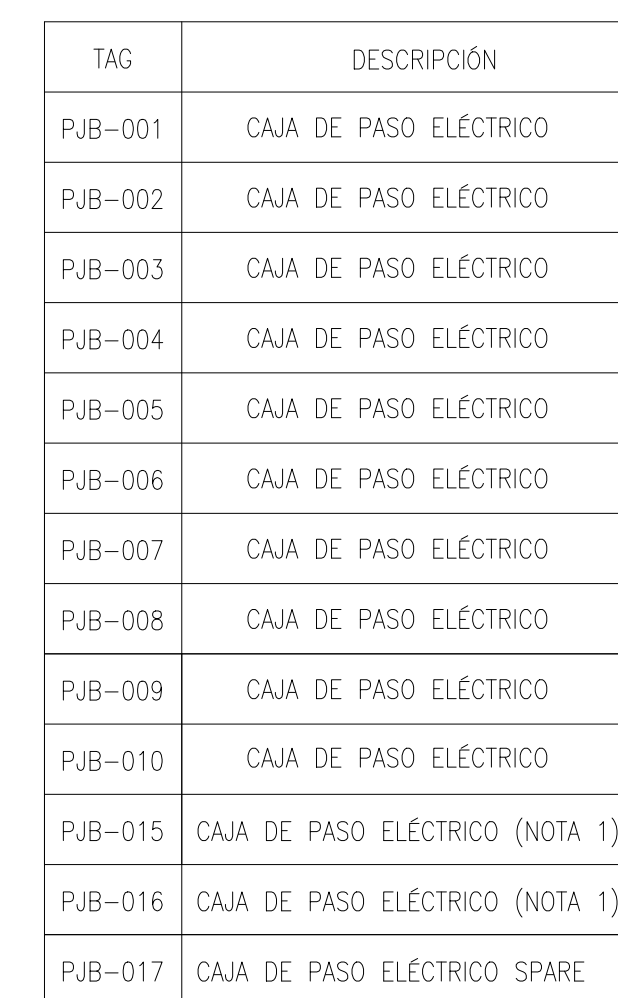 TAG DESCRIPCIÓN
PJB-001 CAJA DE PASO ELÉCTRICO
PJB-002 CAJA DE PASO ELÉCTRICO
PJB-003 CAJA DE PASO ELÉCTRICO
PJB-004 CAJA DE PASO ELÉCTRICO
PJB-005 CAJA DE PASO ELÉCTRICO
PJB-006 CAJA DE PASO ELÉCTRICO
PJB-007 CAJA DE PASO ELÉCTRICO
PJB-008 CAJA DE PASO ELÉCTRICO
PJB-009 CAJA DE PASO ELÉCTRICO
PJB-010 CAJA DE PASO ELÉCTRICO
PJB-015 CAJA DE PASO ELÉCTRICO (NOTA 1)
PJB-016 CAJA DE PASO ELÉCTRICO (NOTA 1)
PJB-017 CAJA DE PASO ELÉCTRICO SPARE